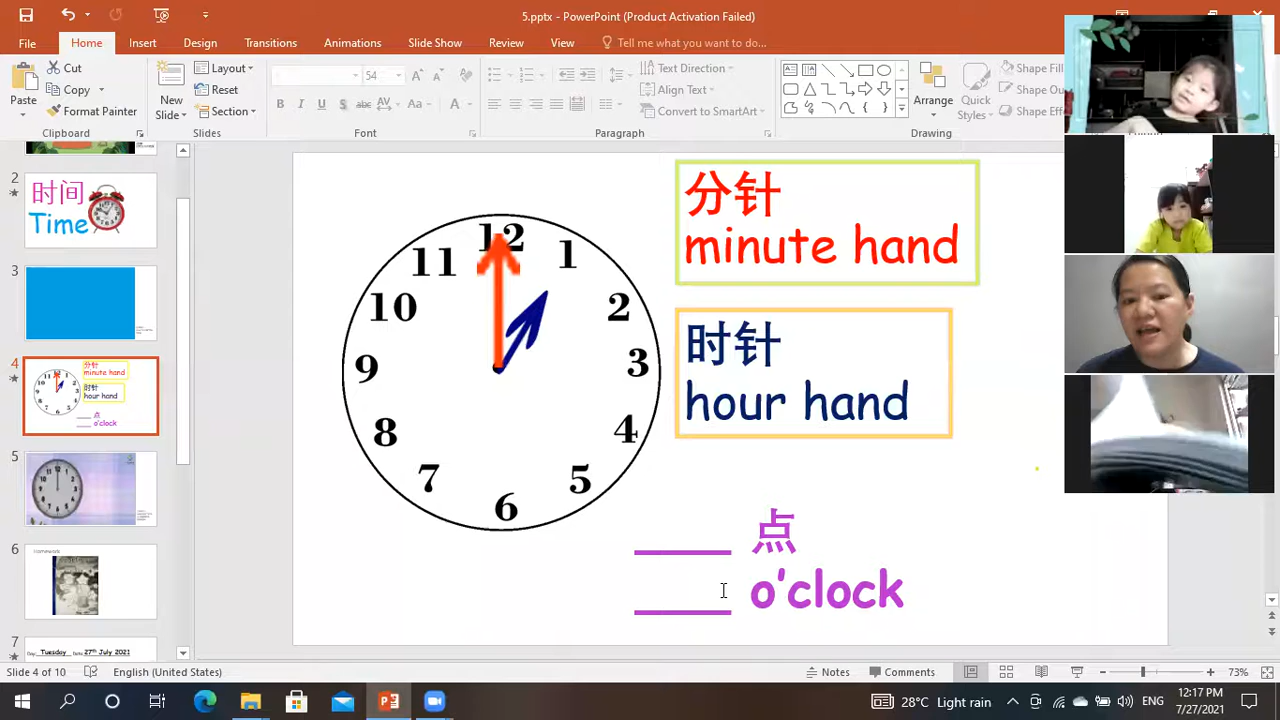 5.pptx - PowerPoint (Product Activation Failed)
File Home Insert Design Slide Show Transitions Animations Review View Tell me what you want to do...
Cut
Copy
Format Painter
Paste
Clipboard
New Slide
Layout
Reset
Section
Slides
54
Font
Text Direction
Align Text
Convert to SmartArt
Paragraph
Arrange
Quick Styles
Drawing
2
时间
Time
3
4
分针
minute hand
时针
hour hand
点
o'clock
5
6
7
Tuesday
27th July 2021
12
1
2
3
4
5
6
7
8
9
10
11
分针
minute hand
时针
hour hand
____ 点
____ o'clock
Slide 4 of 10 English (United States) Notes Comments 73%
28°C Light rain ENG 12:17 PM
7/27/2021